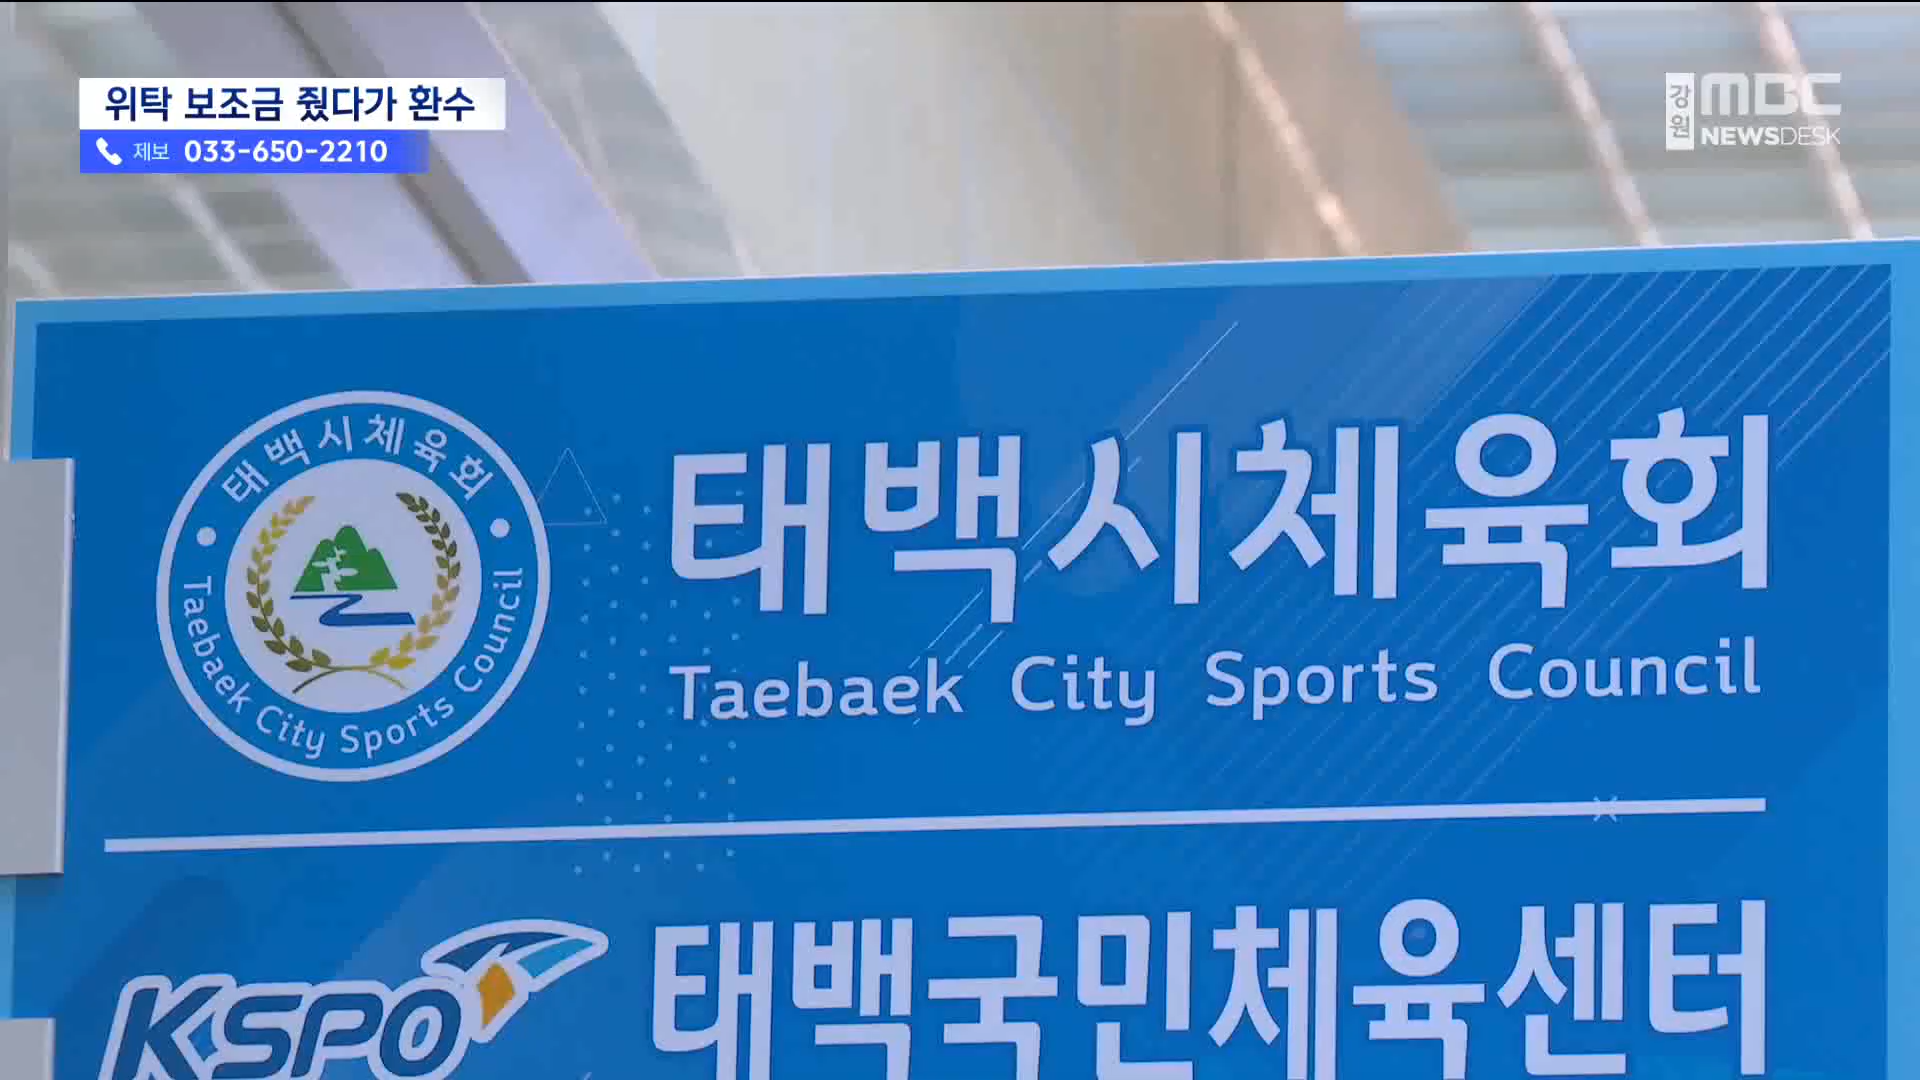 위탁 보조금 줬다가 환수
제보 033-650-2210
강원 MBC
NEWSDESK
태백시체육회
Taebaek City Sports Council
태백시체육회
Taebaek City Sports Council
KSPO
태백국민체육센터